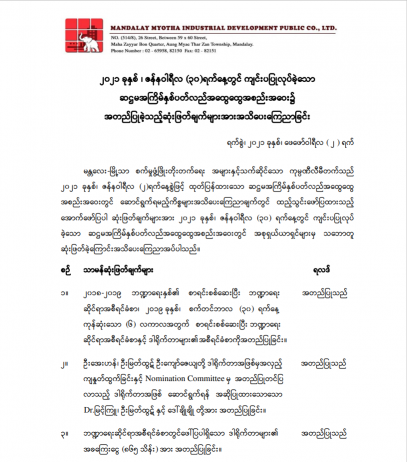 MANDALAY MYOTHA INDUSTRIAL DEVELOPMENT PUBLIC CO., LTD.
NO. (316/B), 26 Street, Between 59 x 60 Street,
Maha Zayyar Bon Quarter, Aung Myae Thar Zan Township, Mandalay.
Phone Number : 02 - 65958, 82150 Fax : 02 - 82151
၂၀၂၁ ခုနှစ် ၊ ဇန်နဝါရီလ (၃၀)ရက်နေ့တွင် ကျင်းပပြုလုပ်ခဲ့သော
ဆဋ္ဌမအကြိမ်နှစ်ပတ်လည်အထွေထွေအစည်းအဝေး၌
အတည်ပြုခဲ့သည့်ဆုံးဖြတ်ချက်များအားအသိပေးကြေညာခြင်း
ရက်စွဲ၊ ၂၀၂၁ ခုနှစ်၊ ဖေဖော်ဝါရီလ ( ၂ ) ရက်
မန္တလေး-မြို့သာ စက်မှုဖွံ့ဖြိုးတိုးတက်ရေး အများနှင့်သက်ဆိုင်သော ကုမ္ပဏီလီမိတက်သည်
၂၀၂၁ ခုနှစ်၊ ဇန်နဝါရီလ (၂)ရက်နေ့စွဲဖြင့် ထုတ်ပြန်ထားသော ဆဋ္ဌမအကြိမ်နှစ်ပတ်လည်အထွေထွေ
အစည်းအဝေးတွင် ဆောင်ရွက်ရမည့်ကိစ္စများအသိပေးကြေညာချက်တွင် ထည့်သွင်းဖော်ပြထားသည့်
အောက်ဖော်ပြပါ ဆုံးဖြတ်ချက်များအား ၂၀၂၁ ခုနှစ်၊ ဇန်နဝါရီလ (၃၀) ရက်နေ့တွင် ကျင်းပပြုလုပ်
ခဲ့သော ဆဋ္ဌမအကြိမ်နှစ်ပတ်လည်အထွေထွေအစည်းအဝေးတွင် အစုရှယ်ယာရှင်များမှ သဘောတူ
ဆုံးဖြတ်ခဲ့ကြောင်းအသိပေးကြေညာအပ်ပါသည်။
စဉ် သာမန်ဆုံးဖြတ်ချက်များ ရလဒ်
၁။ ၂၀၁၈-၂၀၁၉ ဘဏ္ဍာရေးနှစ်၏ စာရင်းစစ်ဆေးပြီး ဘဏ္ဍာရေး အတည်ပြုသည်
ဆိုင်ရာအစီရင်ခံစာ၊ ၂၀၁၉ ခုနှစ်၊ စက်တင်ဘာလ (၃၀) ရက်နေ့
ကုန်ဆုံးသော (၆) လကာလအတွက် စာရင်းစစ်ဆေးပြီး ဘဏ္ဍာရေး
ဆိုင်ရာအစီရင်ခံစာနှင့် ဒါရိုက်တာများ၏အစီရင်ခံစာကိုအတည်ပြုခြင်း။
၂။ ဦးအေးဟန်၊ ဦးမြတ်ထွဋ် ဦးကျော်ဇေယျတို့ ဒါရိုက်တာအဖြစ်မှအလှည့် အတည်ပြုသည်
ကျနှုတ်ထွက်ခြင်းနှင့် Nomination Committee မှ အတည်ပြုတင်ပြ
လာသည့် ဒါရိုက်တာအဖြစ် ဆောင်ရွက်ရန် အဆိုပြုထားသောသော
Dr.မြင့်ကြူ၊ ဦးမြတ်ထွဋ် နှင့် ဒေါ်ချိုချို တို့အား အတည်ပြုခြင်း။
၃။ ဘဏ္ဍာရေးဆိုင်ရာအစီရင်ခံစာတွင်ဖေါ်ပြပါရှိသော ဒါရိုက်တာများ၏ အတည်ပြုသည်
အခကြေးငွေ (၈၆၅ သိန်း) အား အတည်ပြုခြင်း။